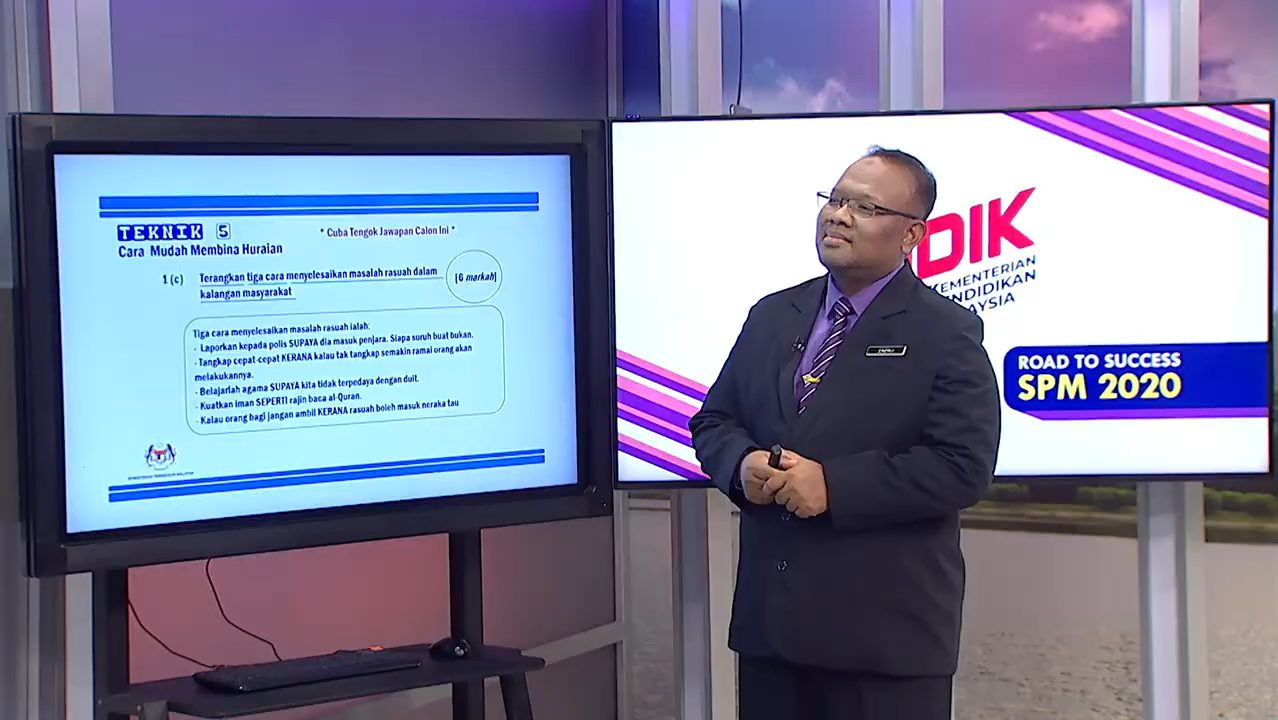 TEKNIK 5
* Cuba Tengok Jawapan Calon Ini *
Cara Mudah Membina Huraian
1 (c) Terangkan tiga cara menyelesaikan masalah rasuah dalam
kalangan masyarakat
[6 markah]
Tiga cara menyelesaikan masalah rasuah ialah:
- Laporkan kepada polis SUPAYA dia masuk penjara. Siapa suruh buat bukan.
- Tangkap cepat-cepat KERANA kalau tak tangkap semakin ramai orang akan
melakukannya.
- Belajarlah agama SUPAYA kita tidak terpedaya dengan duit.
- Kuatkan iman SEPERTI rajin baca al-Quran.
- Kalau orang bagi jangan ambil KERANA rasuah boleh masuk neraka tau
DIK
KEMENTERIAN
ENDIDIKAN
AYSIA
ROAD TO SUCCESS
SPM 2020